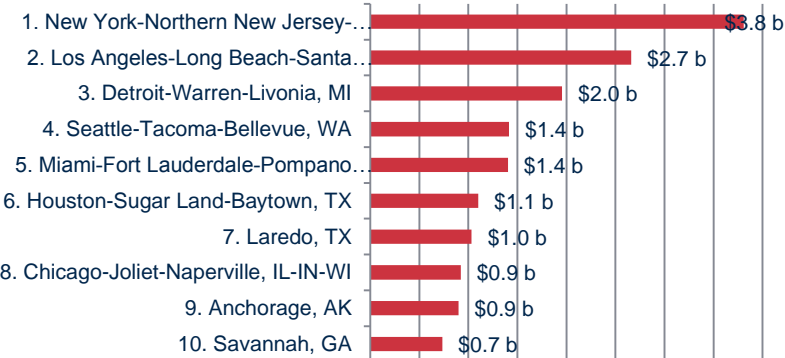 1. New York-Northern New Jersey-... $3.8 b
2. Los Angeles-Long Beach-Santa... $2.7 b
3. Detroit-Warren-Livonia, MI $2.0 b
4. Seattle-Tacoma-Bellevue, WA $1.4 b
5. Miami-Fort Lauderdale-Pompano... $1.4 b
6. Houston-Sugar Land-Baytown, TX $1.1 b
7. Laredo, TX $1.0 b
8. Chicago-Joliet-Naperville, IL-IN-WI $0.9 b
9. Anchorage, AK $0.9 b
10. Savannah, GA $0.7 b